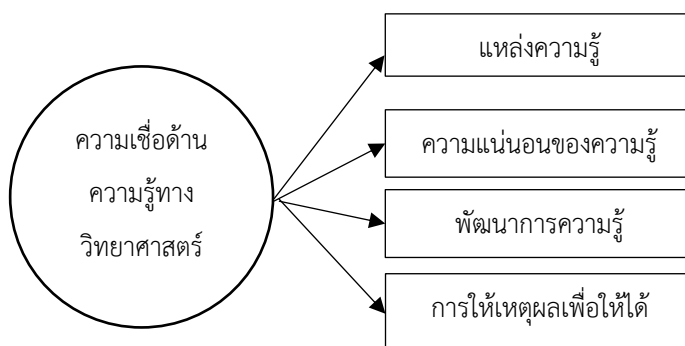 ความเชื่อด้าน
ความรู้ทาง
วิทยาศาสตร์
แหล่งความรู้
ความแน่นอนของความรู้
พัฒนาการความรู้
การให้เหตุผลเพื่อให้ได้